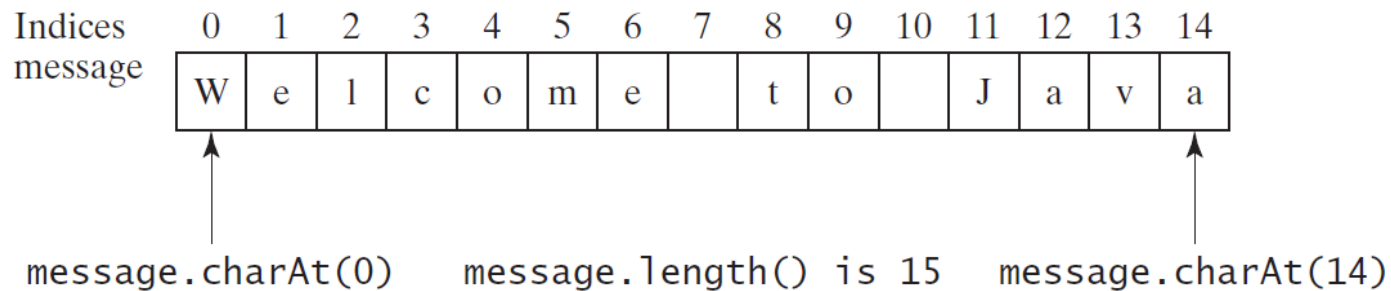 Indices 0 1 2 3 4 5 6 7 8 9 10 11 12 13 14
message
W e l c o m e t o J a v a
message.charAt(0) message.length() is 15 message.charAt(14)